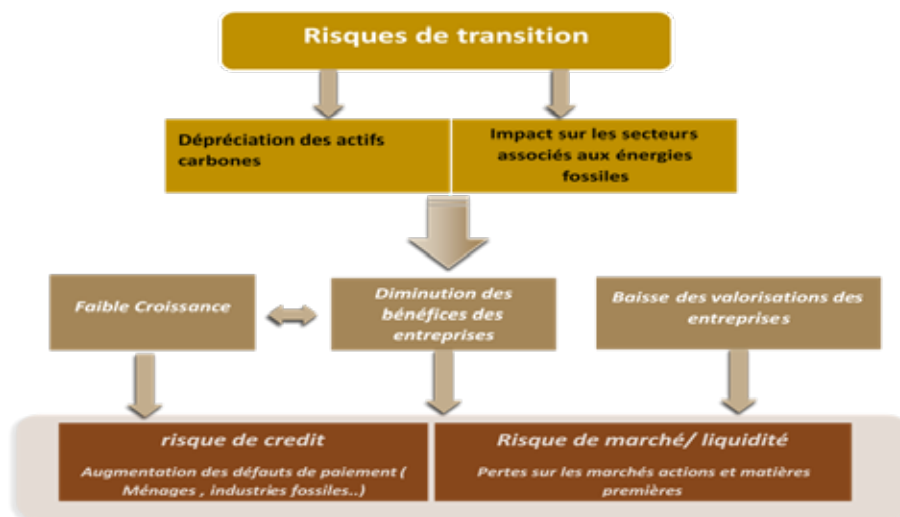 Risques de transition
Dépréciation des actifs
carbones
Impact sur les secteurs
associés aux énergies
fossiles
Faible Croissance
Diminution des
bénéfices des
entreprises
Baisse des valorisations des
entreprises
risque de credit
Augmentation des défauts de paiement (
Ménages , industries fossiles..)
Risque de marché/ liquidité
Pertes sur les marchés actions et matières
premières